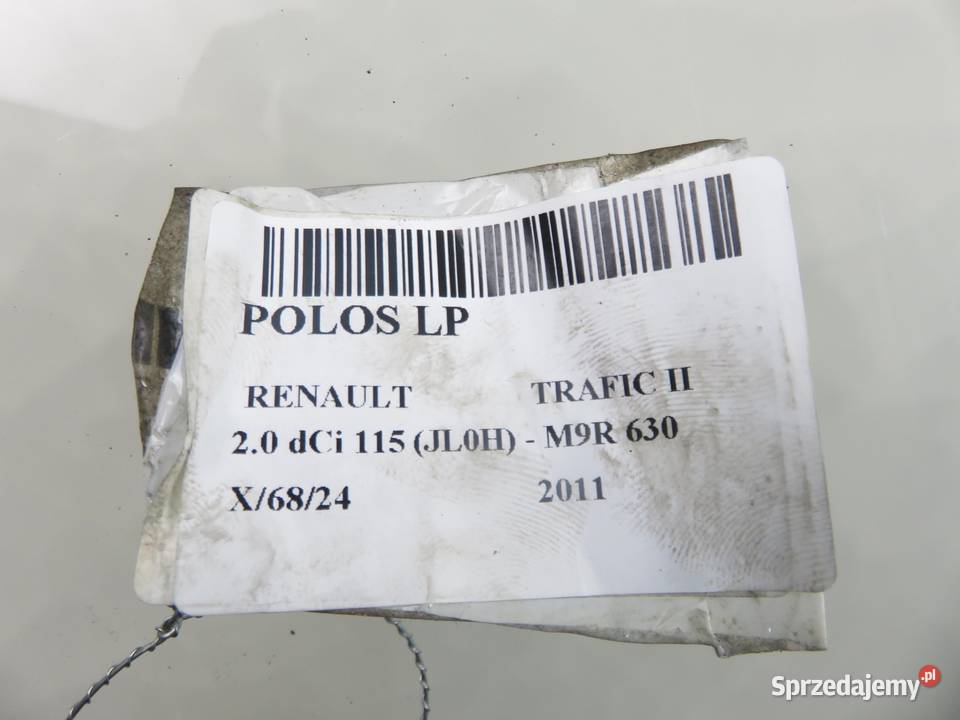 POLOS LP
RENAULT TRAFIC II
2.0 dCi 115 (JL0H) - M9R 630
X/68/24 2011
Sprzedajemy.pl